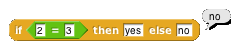 if 2 = 3 then yes else no
no